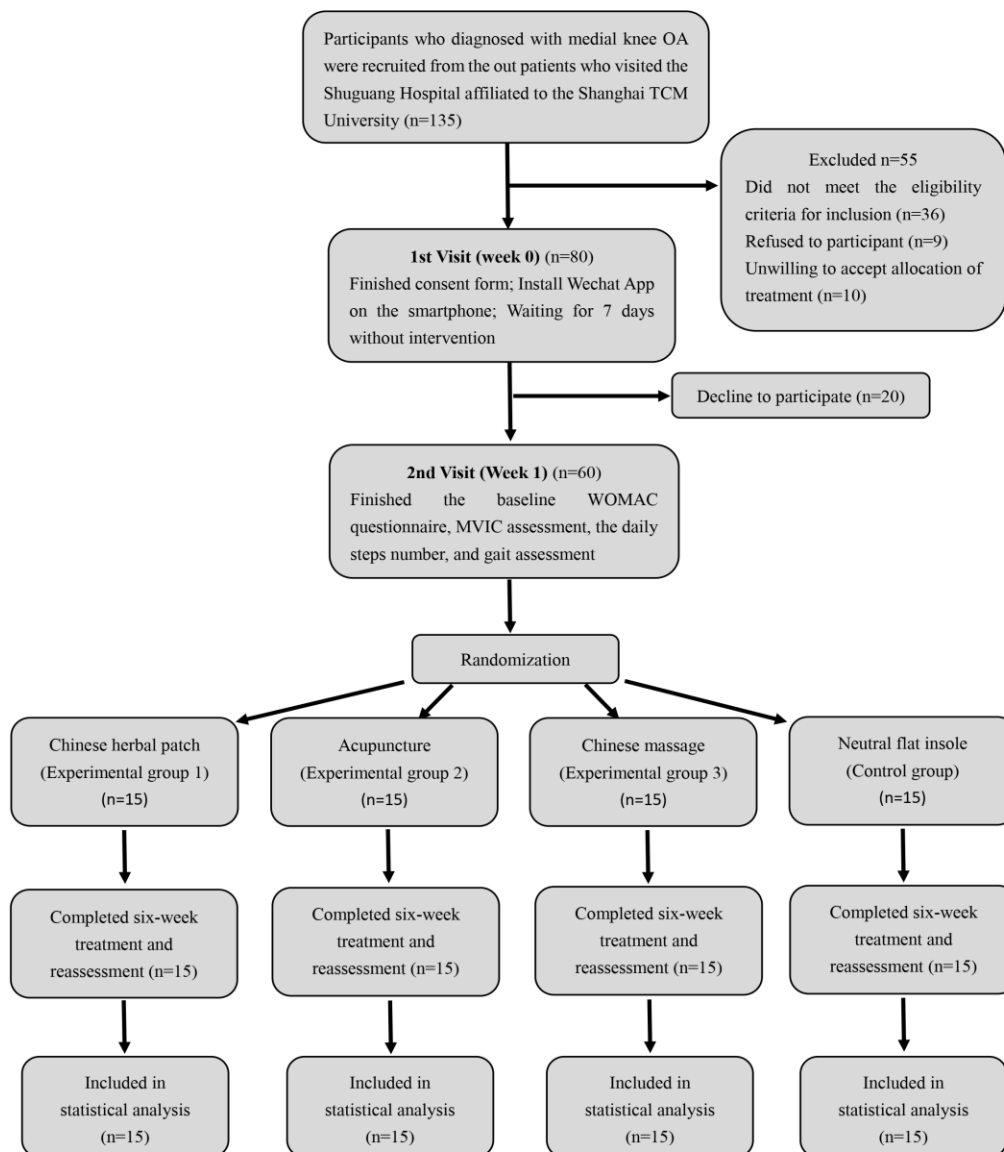 Participants who diagnosed with medial knee OA
were recruited from the out patients who visited the
Shuguang Hospital affiliated to the Shanghai TCM
University (n=135)
Excluded n=55
Did not meet the eligibility
criteria for inclusion (n=36)
Refused to participant (n=9)
Unwilling to accept allocation of
treatment (n=10)
1st Visit (week 0) (n=80)
Finished consent form; Install Wechat App
on the smartphone; Waiting for 7 days
without intervention
Decline to participate (n=20)
2nd Visit (Week 1) (n=60)
Finished the baseline WOMAC
questionnaire, MVIC assessment, the daily
steps number, and gait assessment
Randomization
Chinese herbal patch
(Experimental group 1)
(n=15)
Acupuncture
(Experimental group 2)
(n=15)
Chinese massage
(Experimental group 3)
(n=15)
Neutral flat insole
(Control group)
(n=15)
Completed six-week
treatment and
reassessment (n=15)
Completed six-week
treatment and
reassessment (n=15)
Completed six-week
treatment and
reassessment (n=15)
Completed six-week
treatment and
reassessment (n=15)
Included in
statistical analysis
(n=15)
Included in
statistical analysis
(n=15)
Included in
statistical analysis
(n=15)
Included in
statistical analysis
(n=15)